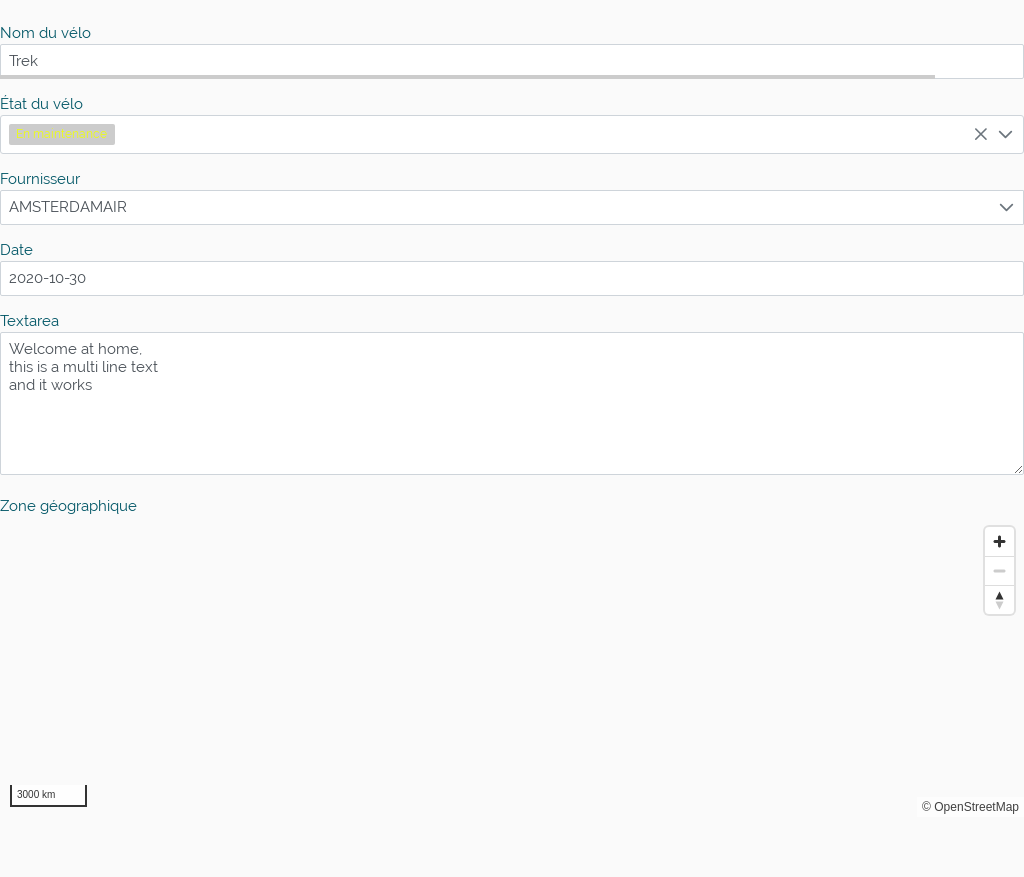 Nom du vélo
Trek
État du vélo
En maintenance
Fournisseur
AMSTERDAMAIR
Date
2020-10-30
Textarea
Welcome at home,
this is a multi line text
and it works
Zone géographique
3000 km
© OpenStreetMap